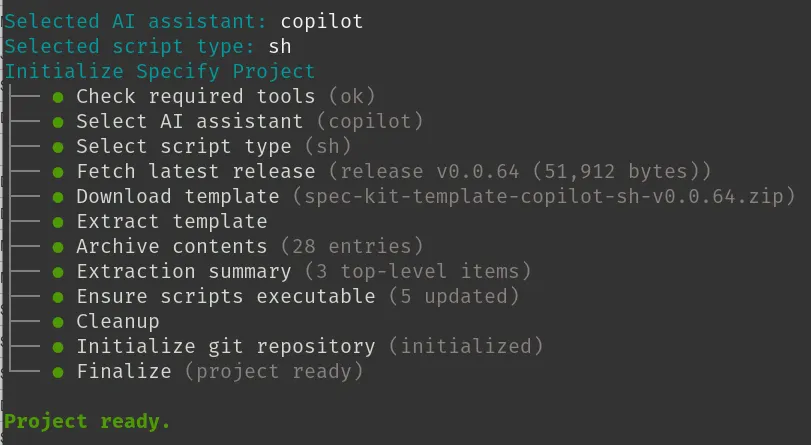 Selected AI assistant: copilot
Selected script type: sh
Initialize Specify Project
├── ● Check required tools (ok)
├── ● Select AI assistant (copilot)
├── ● Select script type (sh)
├── ● Fetch latest release (release v0.0.64 (51,912 bytes))
├── ● Download template (spec-kit-template-copilot-sh-v0.0.64.zip)
├── ● Extract template
├── ● Archive contents (28 entries)
├── ● Extraction summary (3 top-level items)
├── ● Ensure scripts executable (5 updated)
├── ● Cleanup
├── ● Initialize git repository (initialized)
└── ● Finalize (project ready)
Project ready.